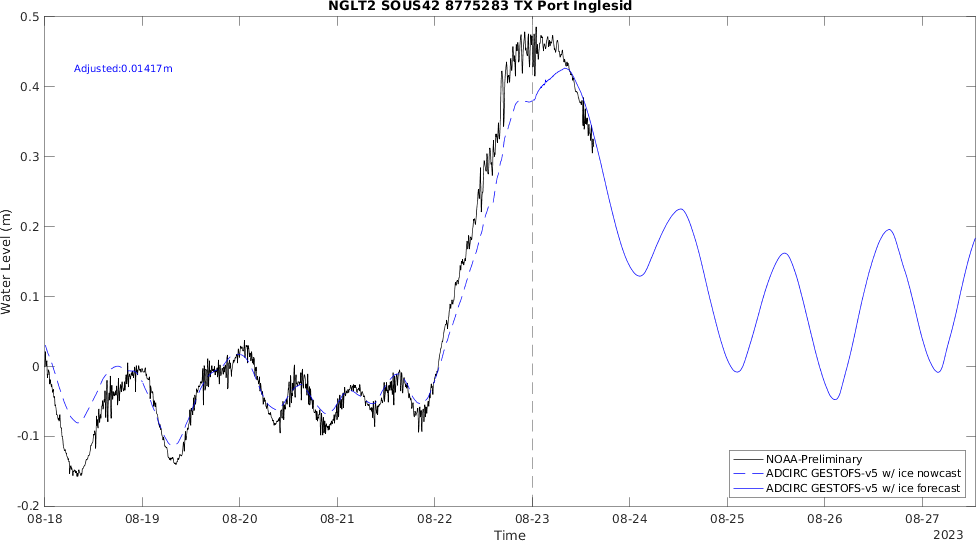 NGLT2 SOUS42 8775283 TX Port Inglesid
Adjusted:0.01417m
Water Level (m)
0.5
0.4
0.3
0.2
0.1
0
-0.1
-0.2
NOAA-Preliminary
ADCIRC GESTOFS-v5 w/ ice nowcast
ADCIRC GESTOFS-v5 w/ ice forecast
08-18 08-19 08-20 08-21 08-22 08-23 08-24 08-25 08-26 08-27
Time
2023